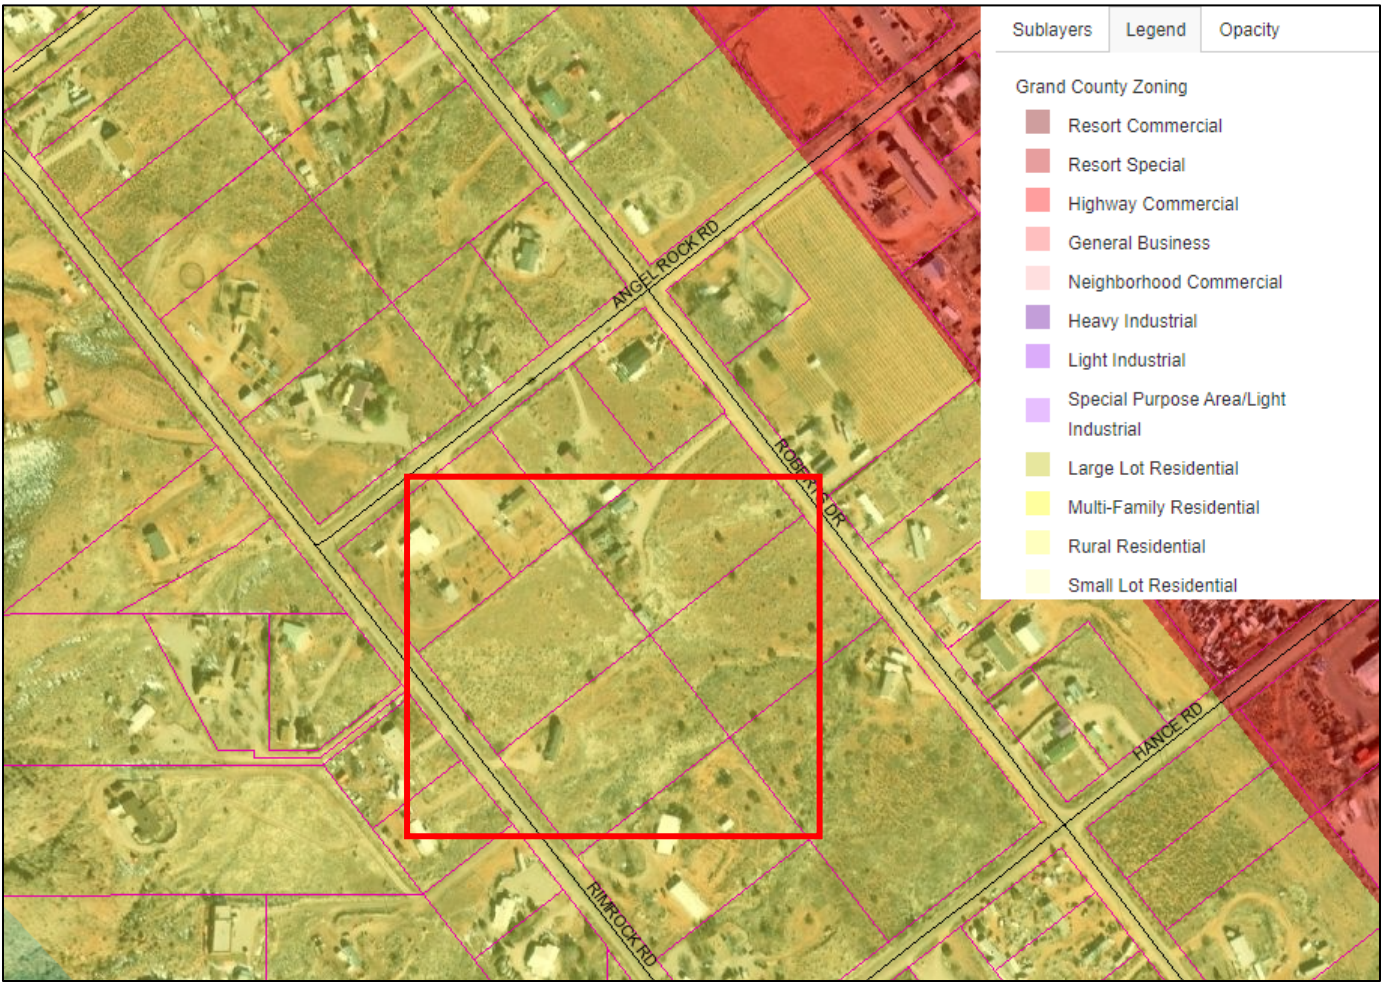 Sublayers Legend Opacity
Grand County Zoning
Resort Commercial
Resort Special
Highway Commercial
General Business
Neighborhood Commercial
Heavy Industrial
Light Industrial
Special Purpose Area/Light
Industrial
Large Lot Residential
Multi-Family Residential
Rural Residential
Small Lot Residential
ANGEL ROCK RD
ROBERTS DR
HANCE RD
RIMROCK RD